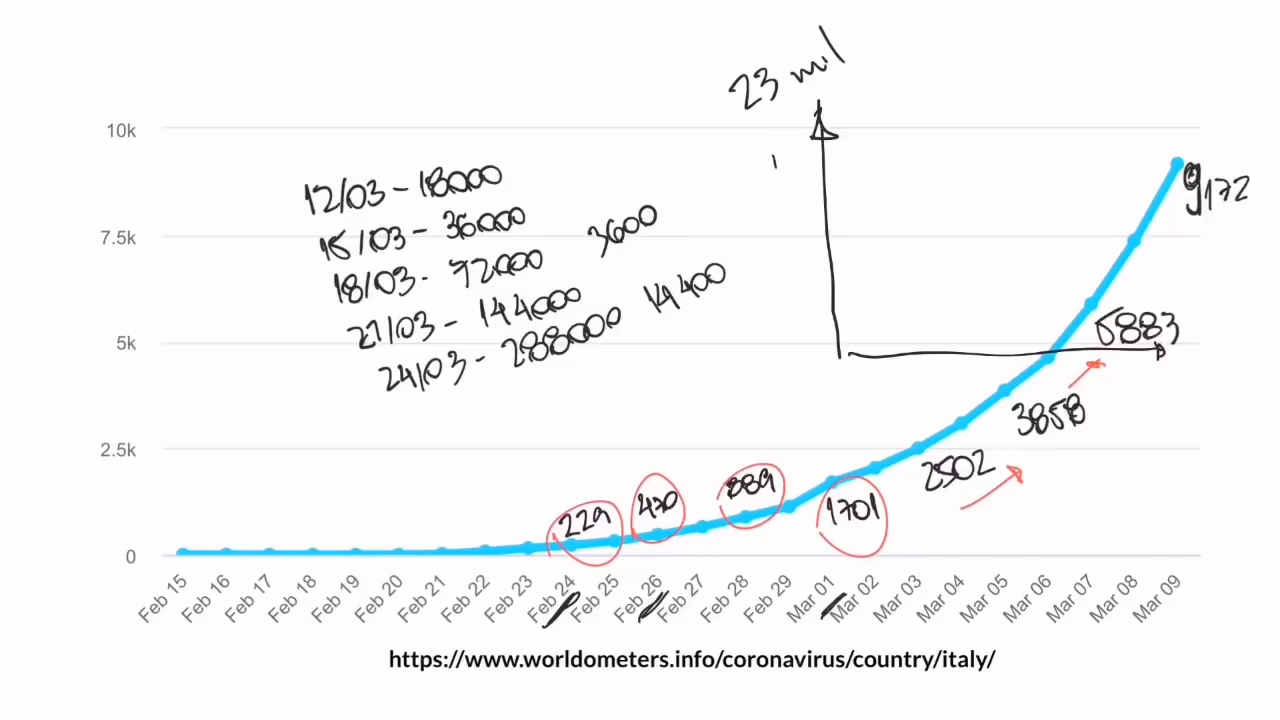 23 mil
10k
12/03 - 18000
15/03 - 36000
3600
18/03 - 72000
14400
21/03 - 144000
24/03 - 288000
9172
7.5k
5k
5883
3858
2.5k
2502
229
470
889
1701
0
Feb 15
Feb 16
Feb 17
Feb 18
Feb 19
Feb 20
Feb 21
Feb 22
Feb 23
Feb 24
Feb 25
Feb 26
Feb 27
Feb 28
Feb 29
Mar 01
Mar 02
Mar 03
Mar 04
Mar 05
Mar 06
Mar 07
Mar 08
Mar 09
https://www.worldometers.info/coronavirus/country/italy/